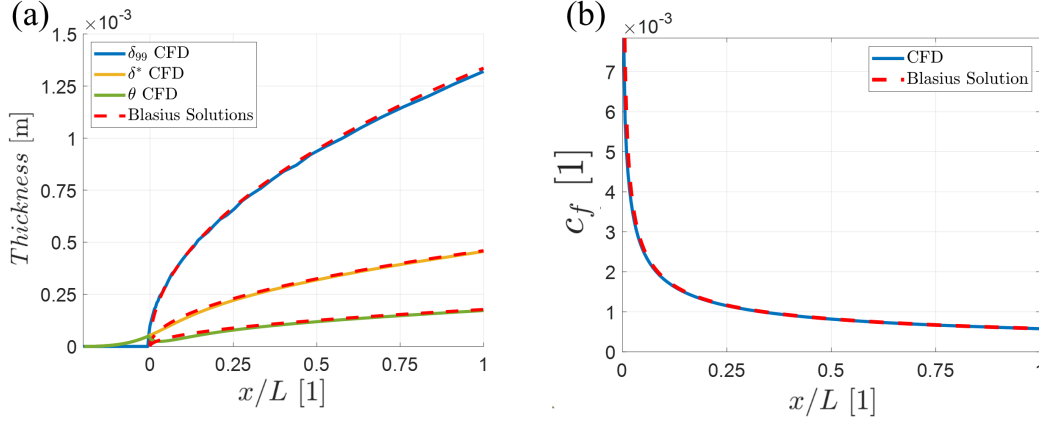 (a)
×10⁻³
1.5
1.25
1
0.75
0.5
0.25
0
Thickness [m]
δ₉₉ CFD
δ* CFD
θ CFD
Blasius Solutions
0 0.25 0.5 0.75 1
x/L [1]
(b)
×10⁻³
7
6
5
4
3
2
1
0
c_f [1]
CFD
Blasius Solution
0 0.25 0.5 0.75 1
x/L [1]